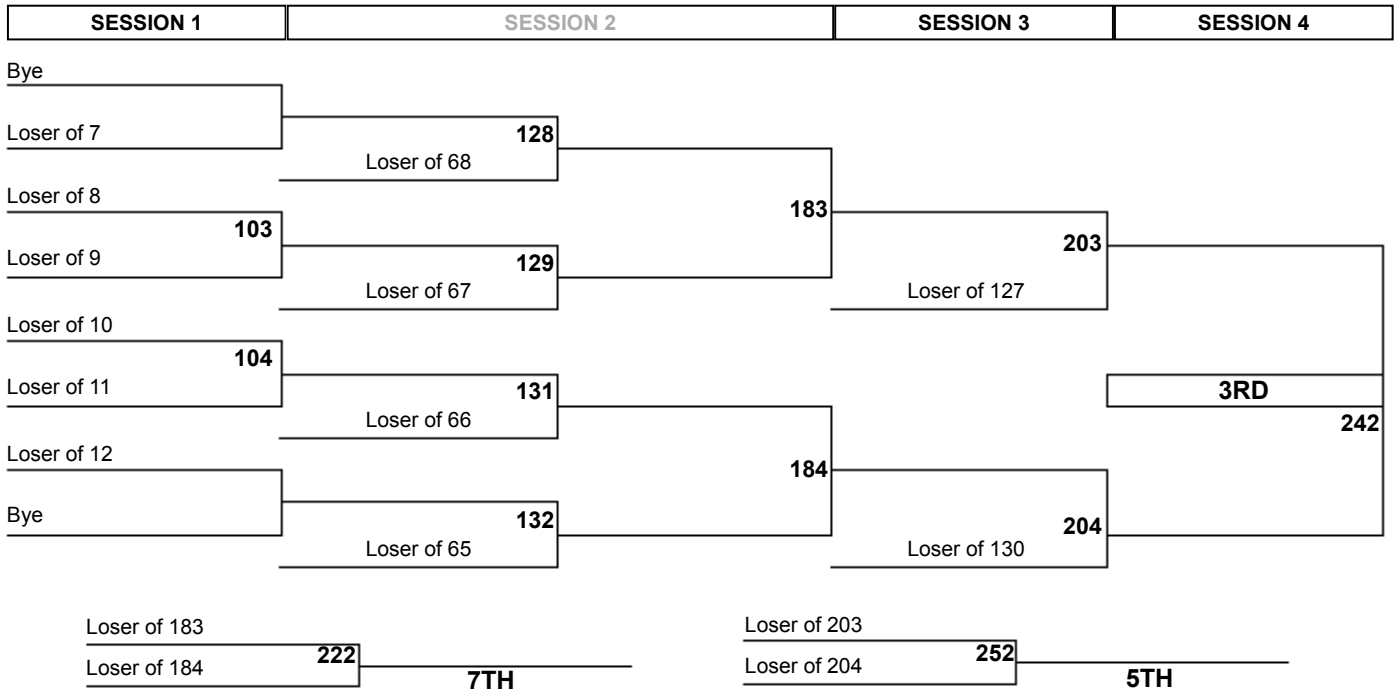 SESSION 1 SESSION 2 SESSION 3 SESSION 4
Bye
Loser of 7
128
Loser of 68
Loser of 8
183
103
203
Loser of 9
129
Loser of 67
Loser of 127
Loser of 10
104
Loser of 11
131
3RD
Loser of 66
242
Loser of 12
184
Bye
132
204
Loser of 65
Loser of 130
Loser of 183
222
Loser of 184
7TH
Loser of 203
252
Loser of 204
5TH